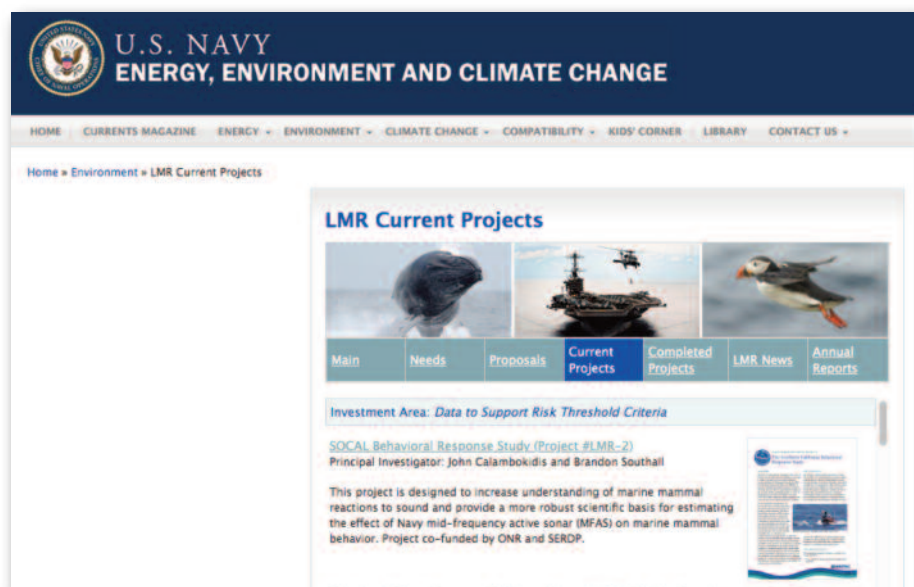 U.S. NAVY
ENERGY, ENVIRONMENT AND CLIMATE CHANGE
HOME CURRENTS MAGAZINE ENERGY ENVIRONMENT CLIMATE CHANGE COMPATIBILITY KIDS' CORNER LIBRARY CONTACT US
Home » Environment » LMR Current Projects
LMR Current Projects
Main Needs Proposals Current Projects Completed Projects LMR News Annual Reports
Investment Area: Data to Support Risk Threshold Criteria
SOCAL Behavioral Response Study (Project #LMR-2)
Principal Investigator: John Calambokidis and Brandon Southall
This project is designed to increase understanding of marine mammal
reactions to sound and provide a more robust scientific basis for estimating
the effect of Navy mid-frequency active sonar (MFAS) on marine mammal
behavior. Project co-funded by ONR and SERDP.